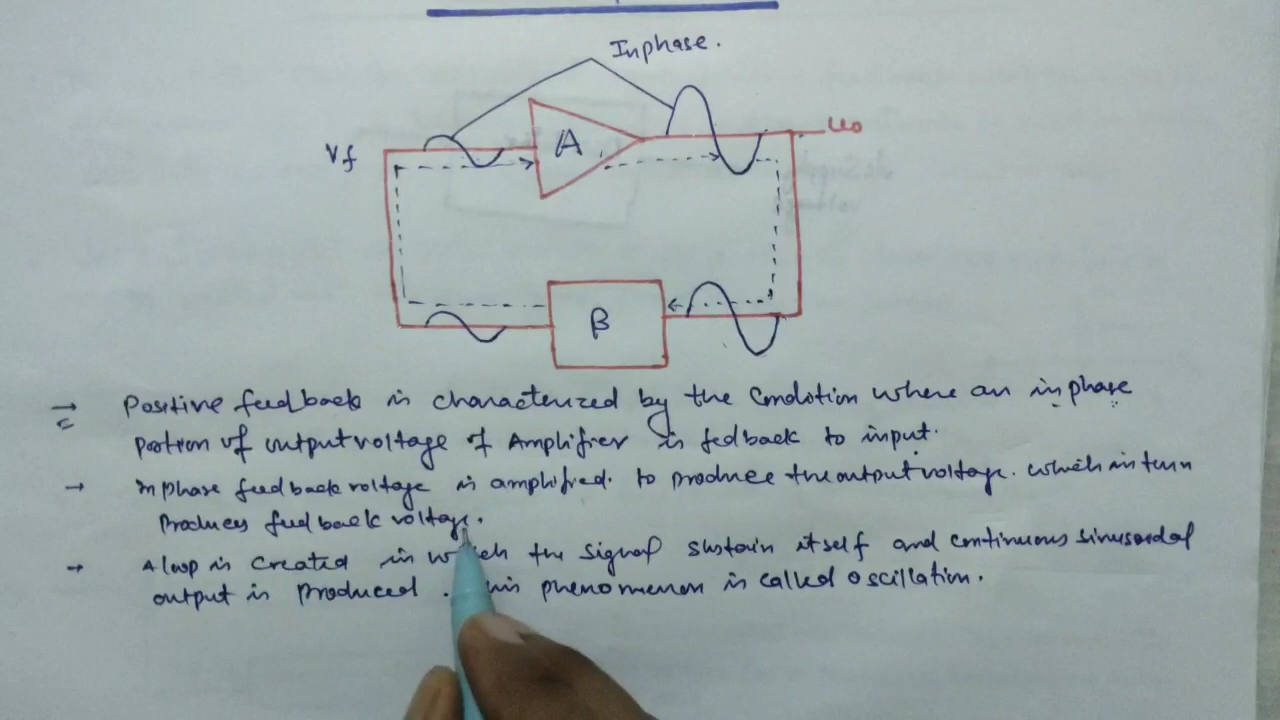 Inphase.
Vf
A
Uo
β
→ Positive feedback is characterized by the Condition where an inphase
portion of output voltage of Amplifier is fedback to input.
→ Inphase feedback voltage is amplified. to produce the output voltage. which in turn
produces feedback voltage.
→ A loop is created in which the signal sustain itself and continuous sinusoidal
output is produced. phenomenon is called oscillation.